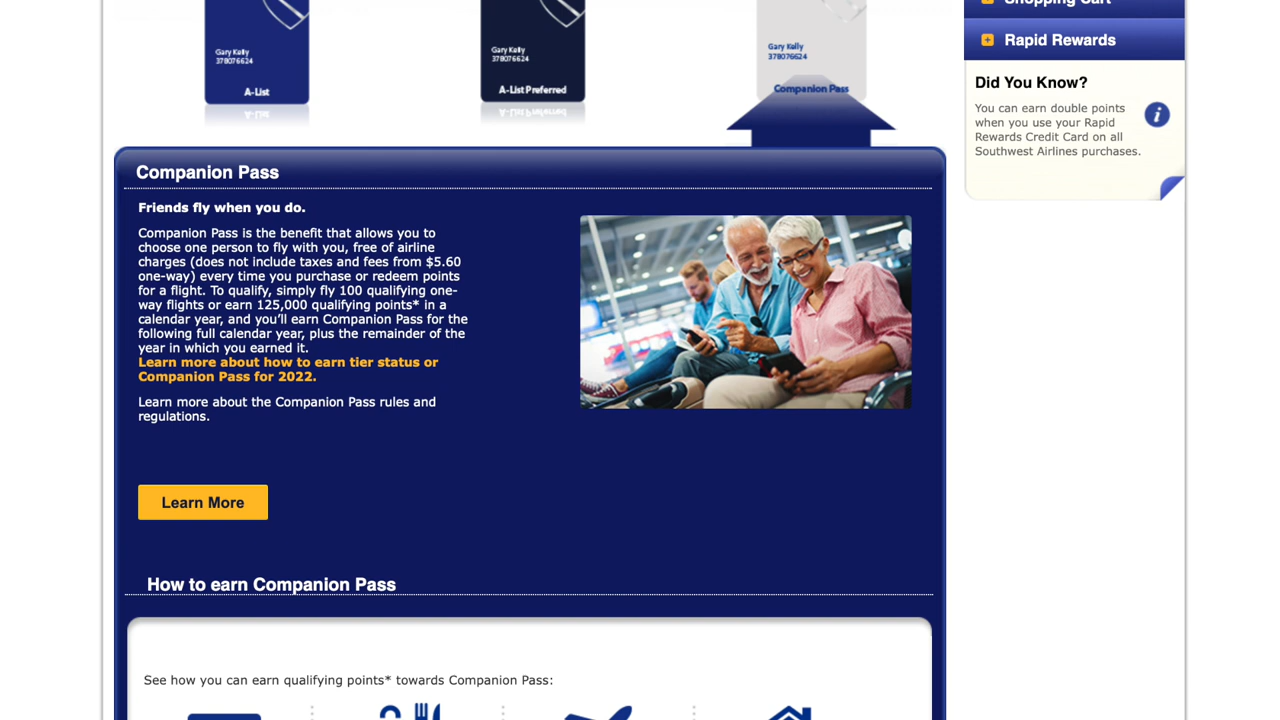 Gary Kelly
378076624
A-List
Gary Kelly
378076624
A-List Preferred
Gary Kelly
378076624
Companion Pass
Shopping Cart
Rapid Rewards
Did You Know?
You can earn double points
when you use your Rapid
Rewards Credit Card on all
Southwest Airlines purchases.
Companion Pass
Friends fly when you do.
Companion Pass is the benefit that allows you to
choose one person to fly with you, free of airline
charges (does not include taxes and fees from $5.60
one-way) every time you purchase or redeem points
for a flight. To qualify, simply fly 100 qualifying one-
way flights or earn 125,000 qualifying points* in a
calendar year, and you’ll earn Companion Pass for the
following full calendar year, plus the remainder of the
year in which you earned it.
Learn more about how to earn tier status or
Companion Pass for 2022.
Learn more about the Companion Pass rules and
regulations.
Learn More
How to earn Companion Pass
See how you can earn qualifying points* towards Companion Pass: